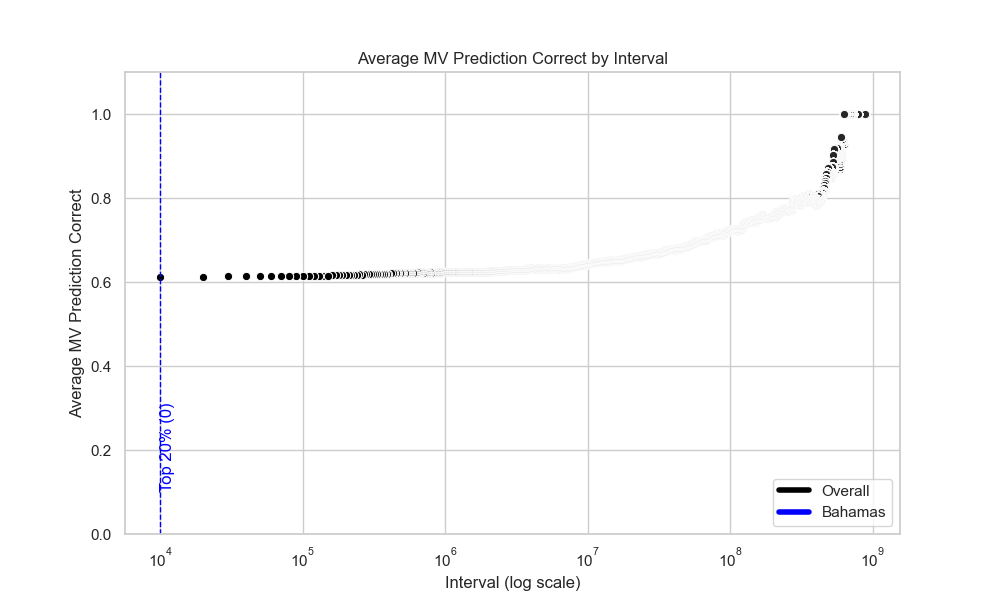 Average MV Prediction Correct by Interval
Average MV Prediction Correct
1.0
0.8
0.6
0.4
0.2
0.0
Top 20% (0)
Overall
Bahamas
10^4 10^5 10^6 10^7 10^8 10^9
Interval (log scale)